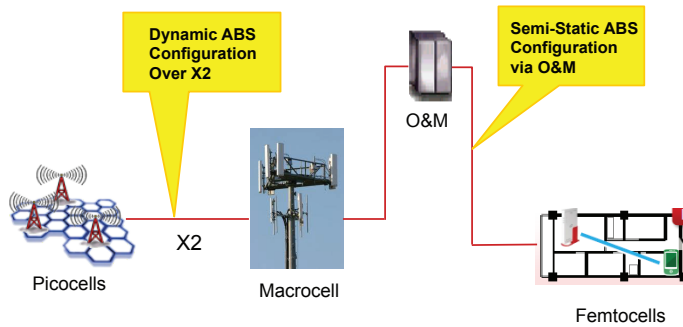 Dynamic ABS
Configuration
Over X2
Semi-Static ABS
Configuration
via O&M
O&M
X2
Picocells
Macrocell
Femtocells